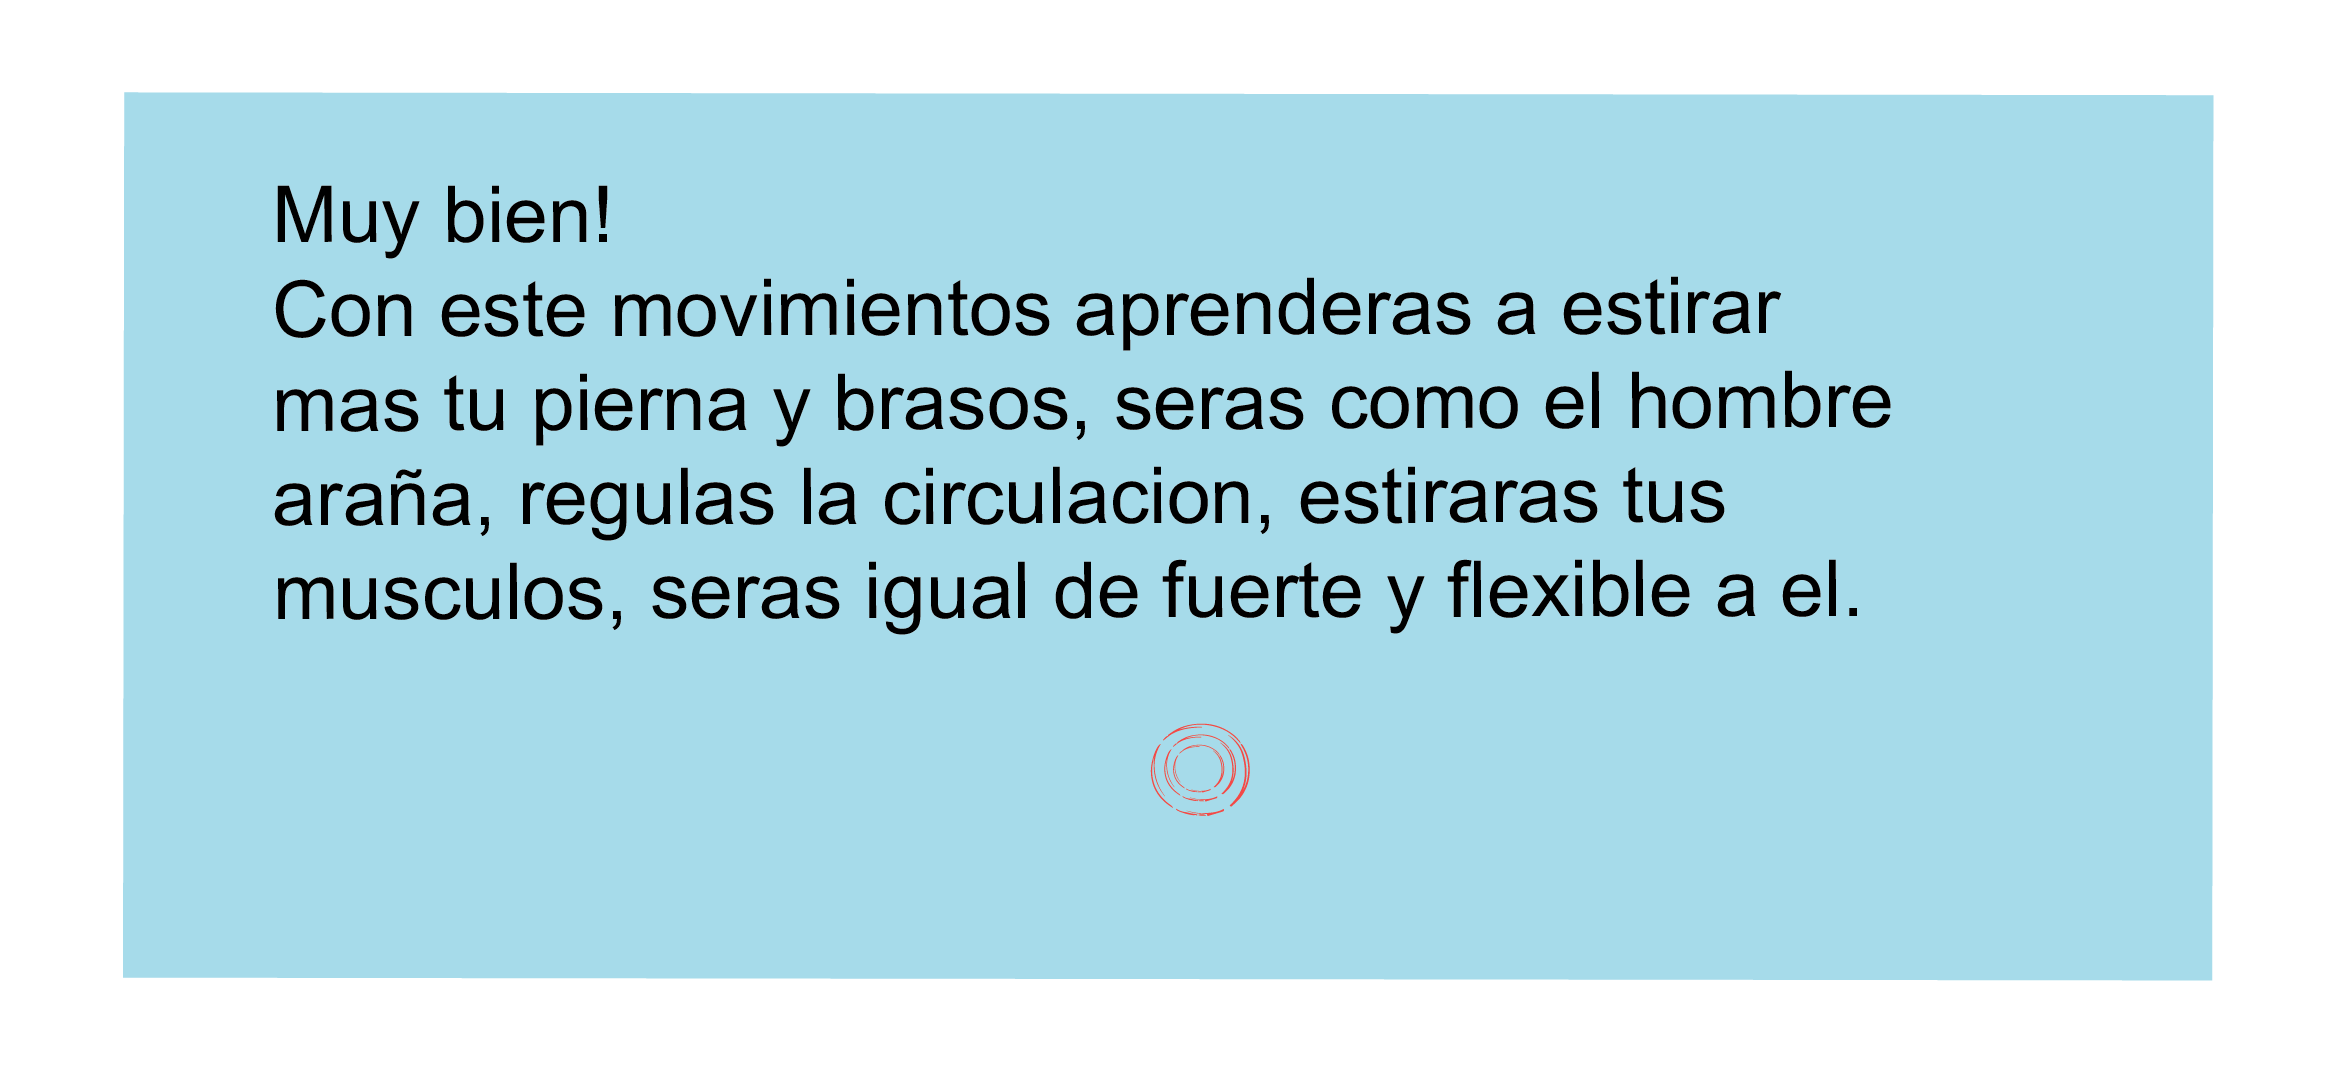 Muy bien!
Con este movimientos aprenderas a estirar
mas tu pierna y brasos, seras como el hombre
araña, regulas la circulacion, estiraras tus
musculos, seras igual de fuerte y flexible a el.